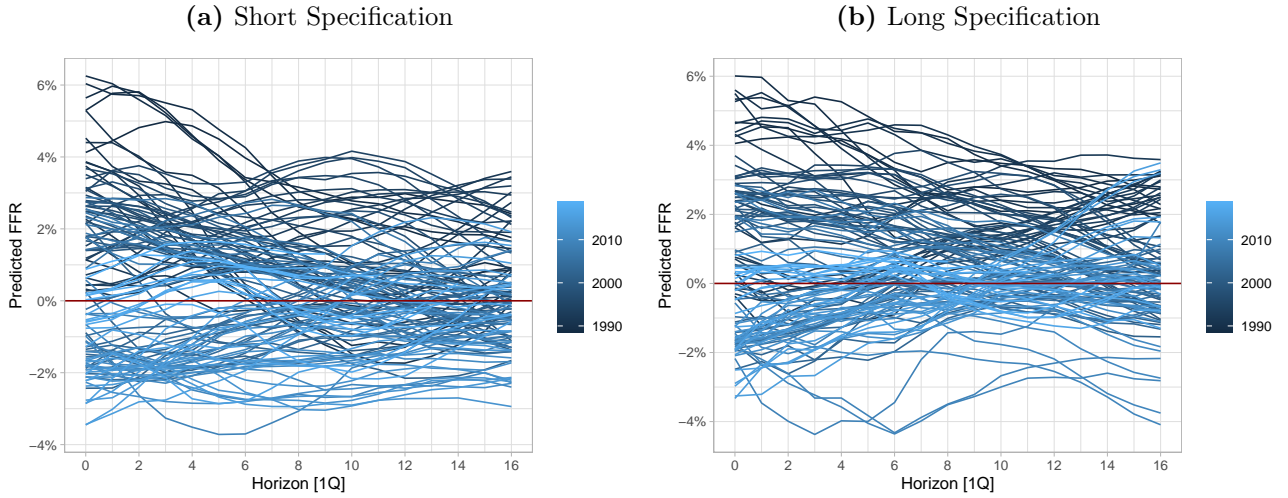 (a) Short Specification
6%
4%
2%
0%
−2%
−4%
Predicted FFR
0 2 4 6 8 10 12 14 16
Horizon [1Q]
2010
2000
1990
(b) Long Specification
6%
4%
2%
0%
−2%
−4%
Predicted FFR
0 2 4 6 8 10 12 14 16
Horizon [1Q]
2010
2000
1990